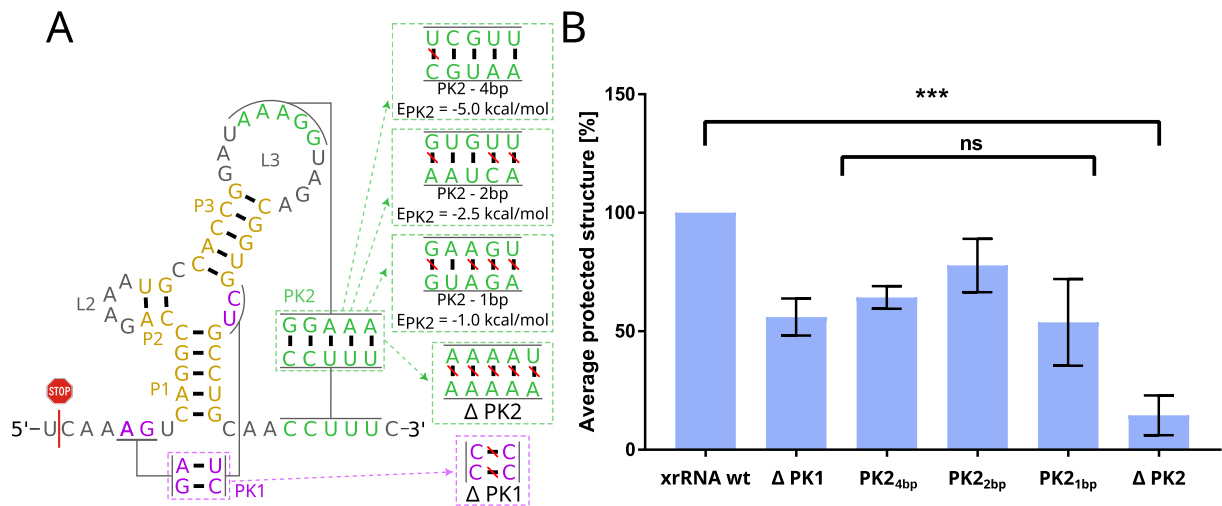 A
B
U C G U U
C G U A A
PK2 - 4bp
EPK2 = -5.0 kcal/mol
G U G U U
A A U C A
PK2 - 2bp
EPK2 = -2.5 kcal/mol
G A A G U
G U A G A
PK2 - 1bp
EPK2 = -1.0 kcal/mol
A A A A U
A A A A A
Δ PK2
C C
C C
Δ PK1
U A A A G G U
A A
G L3 G
G C A
P3 C G
C G
A U
C C G
A A U G C
L2 A G A C
P2
C U
PK2
G G A A A
C C U U U
C G
G C
G C
P1 A U
C G
STOP
5'-U C A A A G U C A A C C U U U C-3'
A U
G C
PK1
Average protected structure [%]
150
100
50
0
***
ns
xrRNA wt
Δ PK1
PK24bp
PK22bp
PK21bp
Δ PK2